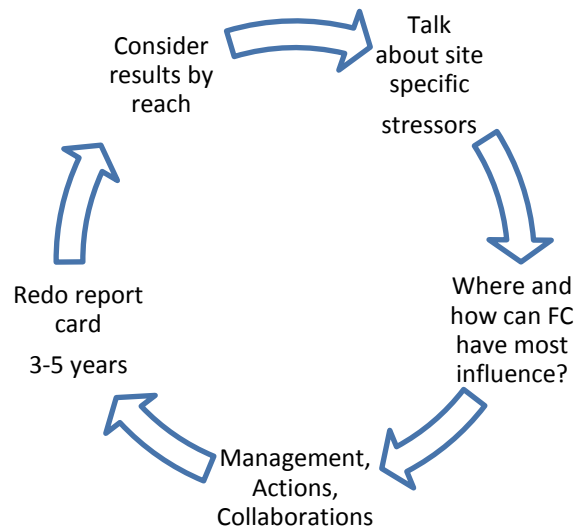 Consider
results by
reach
Talk
about site
specific
stressors
Where and
how can FC
have most
influence?
Management,
Actions,
Collaborations
Redo report
card
3-5 years